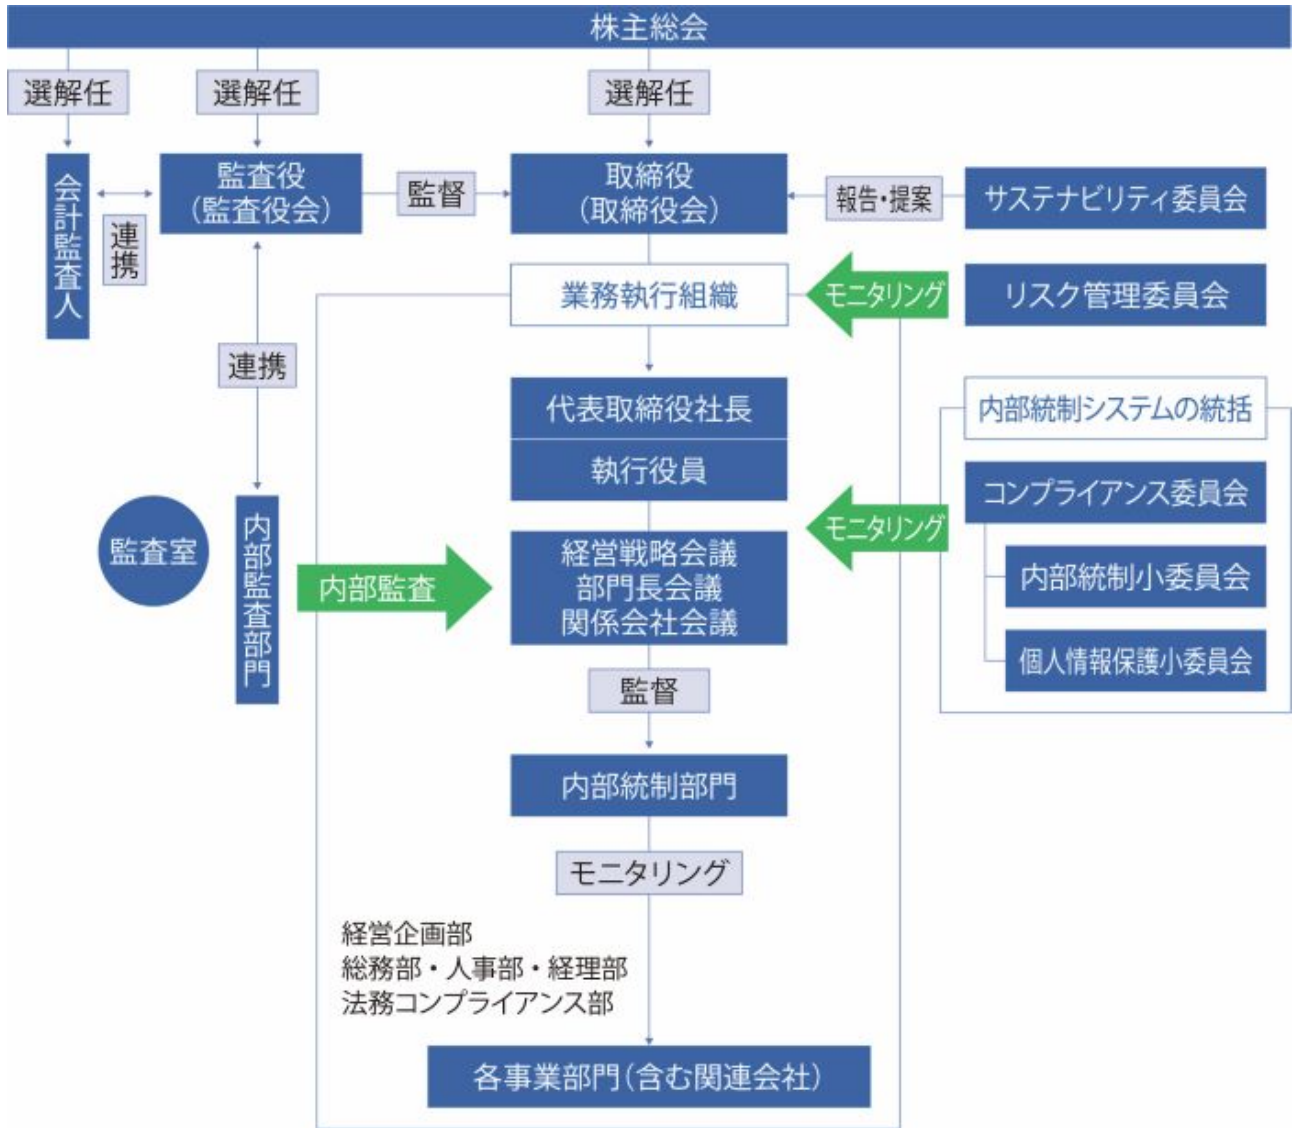 株主総会
選解任
選解任
選解任
会計監査人
連携
監査役
(監査役会)
監督
取締役
(取締役会)
報告・提案
サステナビリティ委員会
業務執行組織
モニタリング
リスク管理委員会
連携
代表取締役社長
執行役員
内部統制システムの統括
コンプライアンス委員会
モニタリング
内部統制小委員会
個人情報保護小委員会
監査室
内部監査部門
内部監査
経営戦略会議
部門長会議
関係会社会議
監督
内部統制部門
モニタリング
経営企画部
総務部・人事部・経理部
法務コンプライアンス部
各事業部門(含む関連会社)